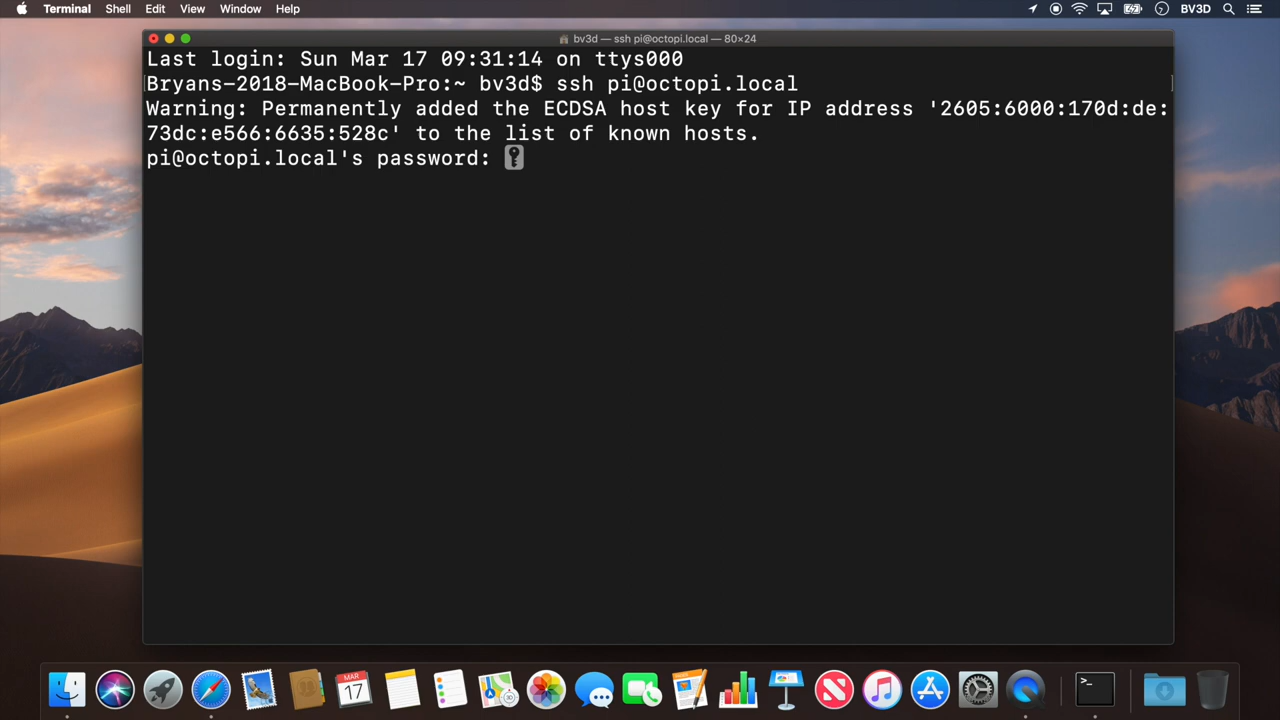 Terminal Shell Edit View Window Help BV3D
bv3d — ssh pi@octopi.local — 80×24
Last login: Sun Mar 17 09:31:14 on ttys000
Bryans-2018-MacBook-Pro:~ bv3d$ ssh pi@octopi.local
Warning: Permanently added the ECDSA host key for IP address '2605:6000:170d:de:
73dc:e566:6635:528c' to the list of known hosts.
pi@octopi.local's password:
MAR
17
>_